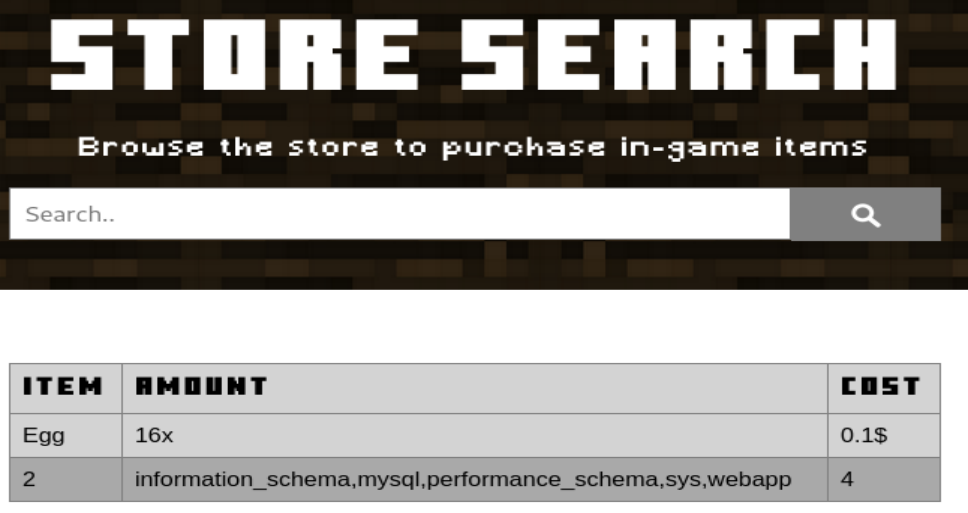 STORE SEARCH
Browse the store to purchase in-game items
Search..
ITEM AMOUNT COST
Egg 16x 0.1$
2 information_schema,mysql,performance_schema,sys,webapp 4